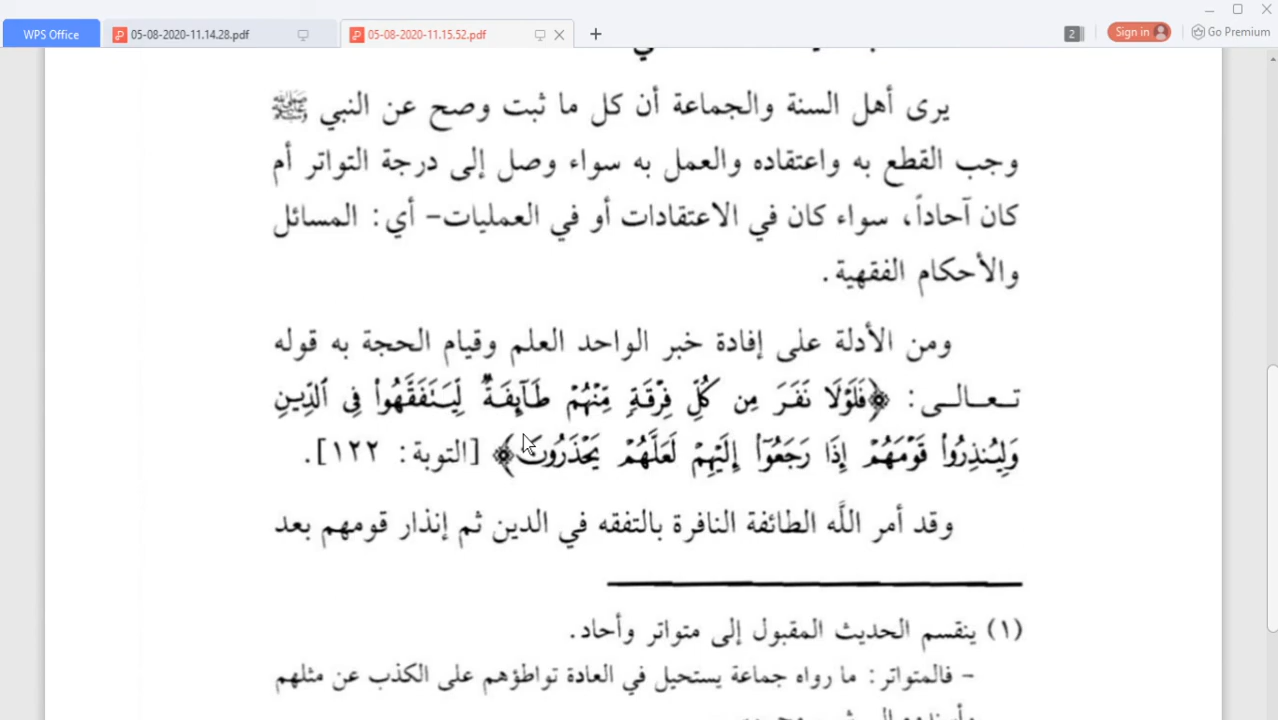 WPS Office
05-08-2020-11.14.28.pdf
05-08-2020-11.15.52.pdf
2
Sign in
Go Premium
يرى أهل السنة والجماعة أن كل ما ثبت وصح عن النبي ﷺ
وجب القطع به واعتقاده والعمل به سواء وصل إلى درجة التواتر أم
كان آحاداً، سواء كان في الاعتقادات أو في العمليات- أي: المسائل
والأحكام الفقهية.
ومن الأدلة على إفادة خبر الواحد العلم وقيام الحجة به قوله
تـعـالـى: ﴿فَلَوْلَا نَفَرَ مِن كُلِّ فِرْقَةٍ مِّنْهُمْ طَآئِفَةٌ لِّيَتَفَقَّهُوا۟ فِى ٱلدِّينِ
وَلِيُنذِرُوا۟ قَوْمَهُمْ إِذَا رَجَعُوٓا۟ إِلَيْهِمْ لَعَلَّهُمْ يَحْذَرُونَ﴾ [التوبة: ١٢٢].
وقد أمر اللَّه الطائفة النافرة بالتفقه في الدين ثم إنذار قومهم بعد
(١) ينقسم الحديث المقبول إلى متواتر وأحاد.
- فالمتواتر: ما رواه جماعة يستحيل في العادة تواطؤهم على الكذب عن مثلهم